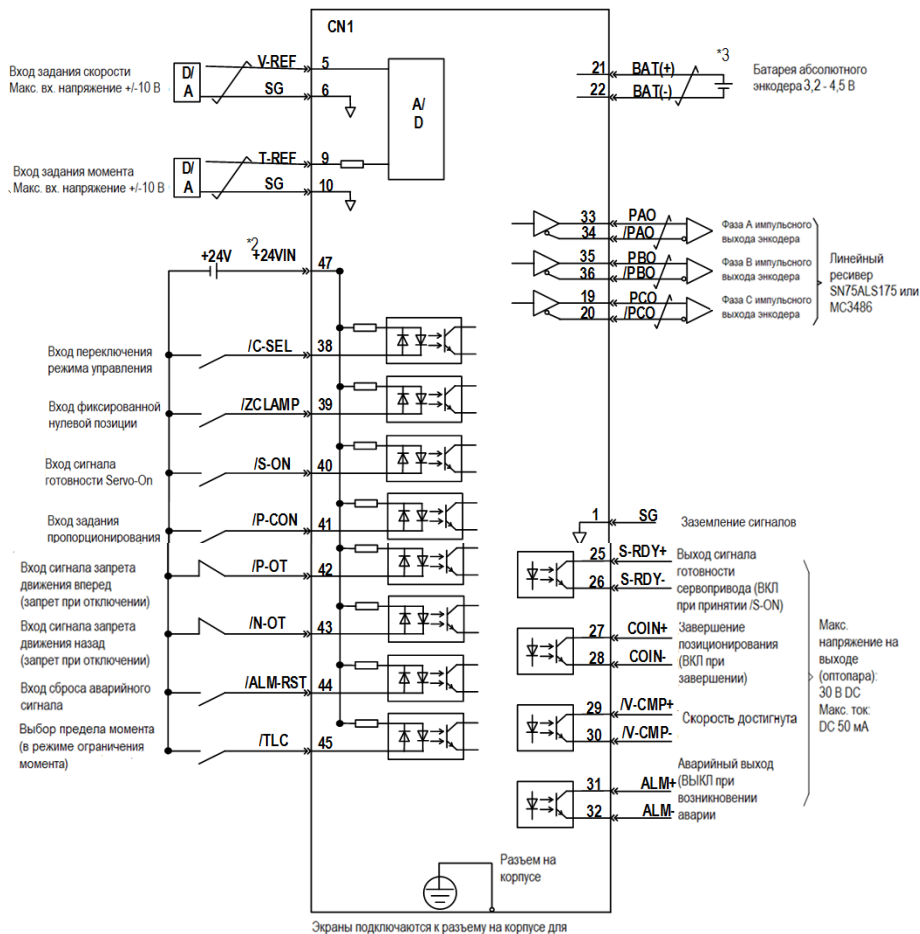 CN1
Вход задания скорости
Макс. вх. напряжение +/-10 В
D/
A
V-REF
5
SG
6
A/
D
Вход задания момента
Макс. вх. напряжение +/-10 В
D/
A
T-REF
9
SG
10
+24V
*2
+24VIN
47
Вход переключения
режима управления
/C-SEL
38
Вход фиксированной
нулевой позиции
/ZCLAMP
39
Вход сигнала
готовности Servo-On
/S-ON
40
Вход задания
пропорционирования
/P-CON
41
Вход сигнала запрета
движения вперед
(запрет при отключении)
/P-OT
42
Вход сигнала запрета
движения назад
(запрет при отключении)
/N-OT
43
Вход сброса аварийного
сигнала
/ALM-RST
44
Выбор предела момента
(в режиме ограничения
момента)
/TLC
45
21
BAT(+)
22
BAT(-)
*3
Батарея абсолютного
энкодера 3,2 - 4,5 В
33
PAO
34
/PAO
Фаза A импульсного
выхода энкодера
35
PBO
36
/PBO
Фаза B импульсного
выхода энкодера
19
PCO
20
/PCO
Фаза C импульсного
выхода энкодера
Линейный
ресивер
SN75ALS175 или
MC3486
1
SG
Заземление сигналов
25
S-RDY+
26
S-RDY-
Выход сигнала
готовности
сервопривода (ВКЛ
при принятии /S-ON)
27
COIN+
28
COIN-
Завершение
позиционирования
(ВКЛ при
завершении)
29
/V-CMP+
30
/V-CMP-
Скорость достигнута
31
ALM+
32
ALM-
Аварийный выход
(ВЫКЛ при
возникновении
аварии
Макс.
напряжение на
выходе
(оптопара):
30 В DC
Макс. ток:
DC 50 мА
Разъем на
корпусе
Экраны подключаются к разъему на корпусе для